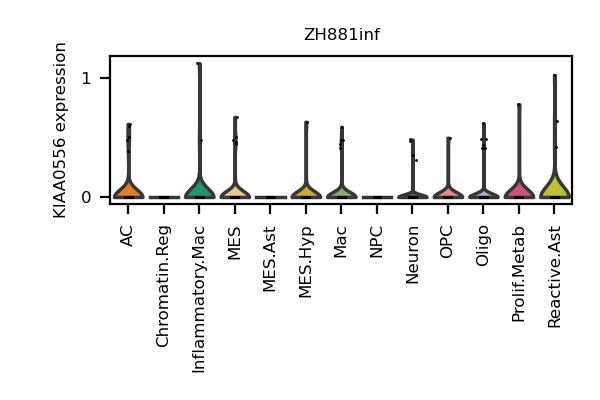 ZH881inf
KIAA0556 expression
1
0
AC
Chromatin.Reg
Inflammatory.Mac
MES
MES.Ast
MES.Hyp
Mac
NPC
Neuron
OPC
Oligo
Prolif.Metab
Reactive.Ast